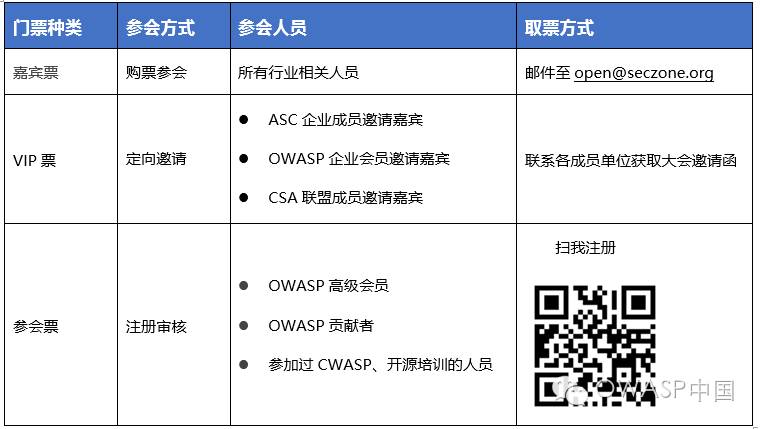 门票种类 参会方式 参会人员 取票方式
嘉宾票 购票参会 所有行业相关人员 邮件至 open@seczone.org
VIP 票 定向邀请
● ASC 企业成员邀请嘉宾
● OWASP 企业会员邀请嘉宾
● CSA 联盟成员邀请嘉宾
联系各成员单位获取大会邀请函
参会票 注册审核
● OWASP 高级会员
● OWASP 贡献者
● 参加过 CWASP、开源培训的人员
扫我注册
OWASP中国